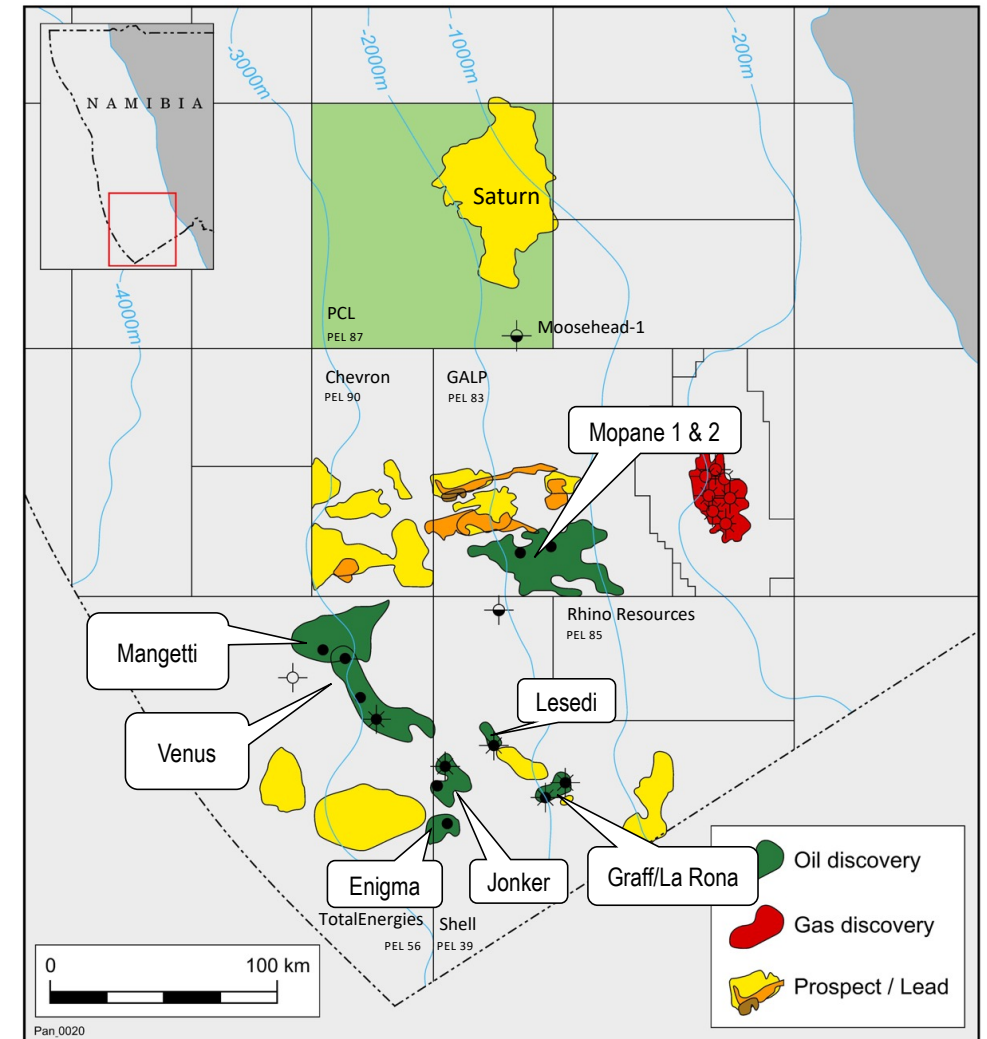 -3000m
-2000m
-1000m
-200m
NAMIBIA
Saturn
-4000m
PCL
PEL 87
Moosehead-1
Chevron
PEL 90
GALP
PEL 83
Mopane 1 & 2
Rhino Resources
PEL 85
Mangetti
Lesedi
Venus
Enigma
Jonker
Graff/La Rona
TotalEnergies
PEL 56
Shell
PEL 39
Oil discovery
Gas discovery
Prospect / Lead
0
100 km
Pan_0020